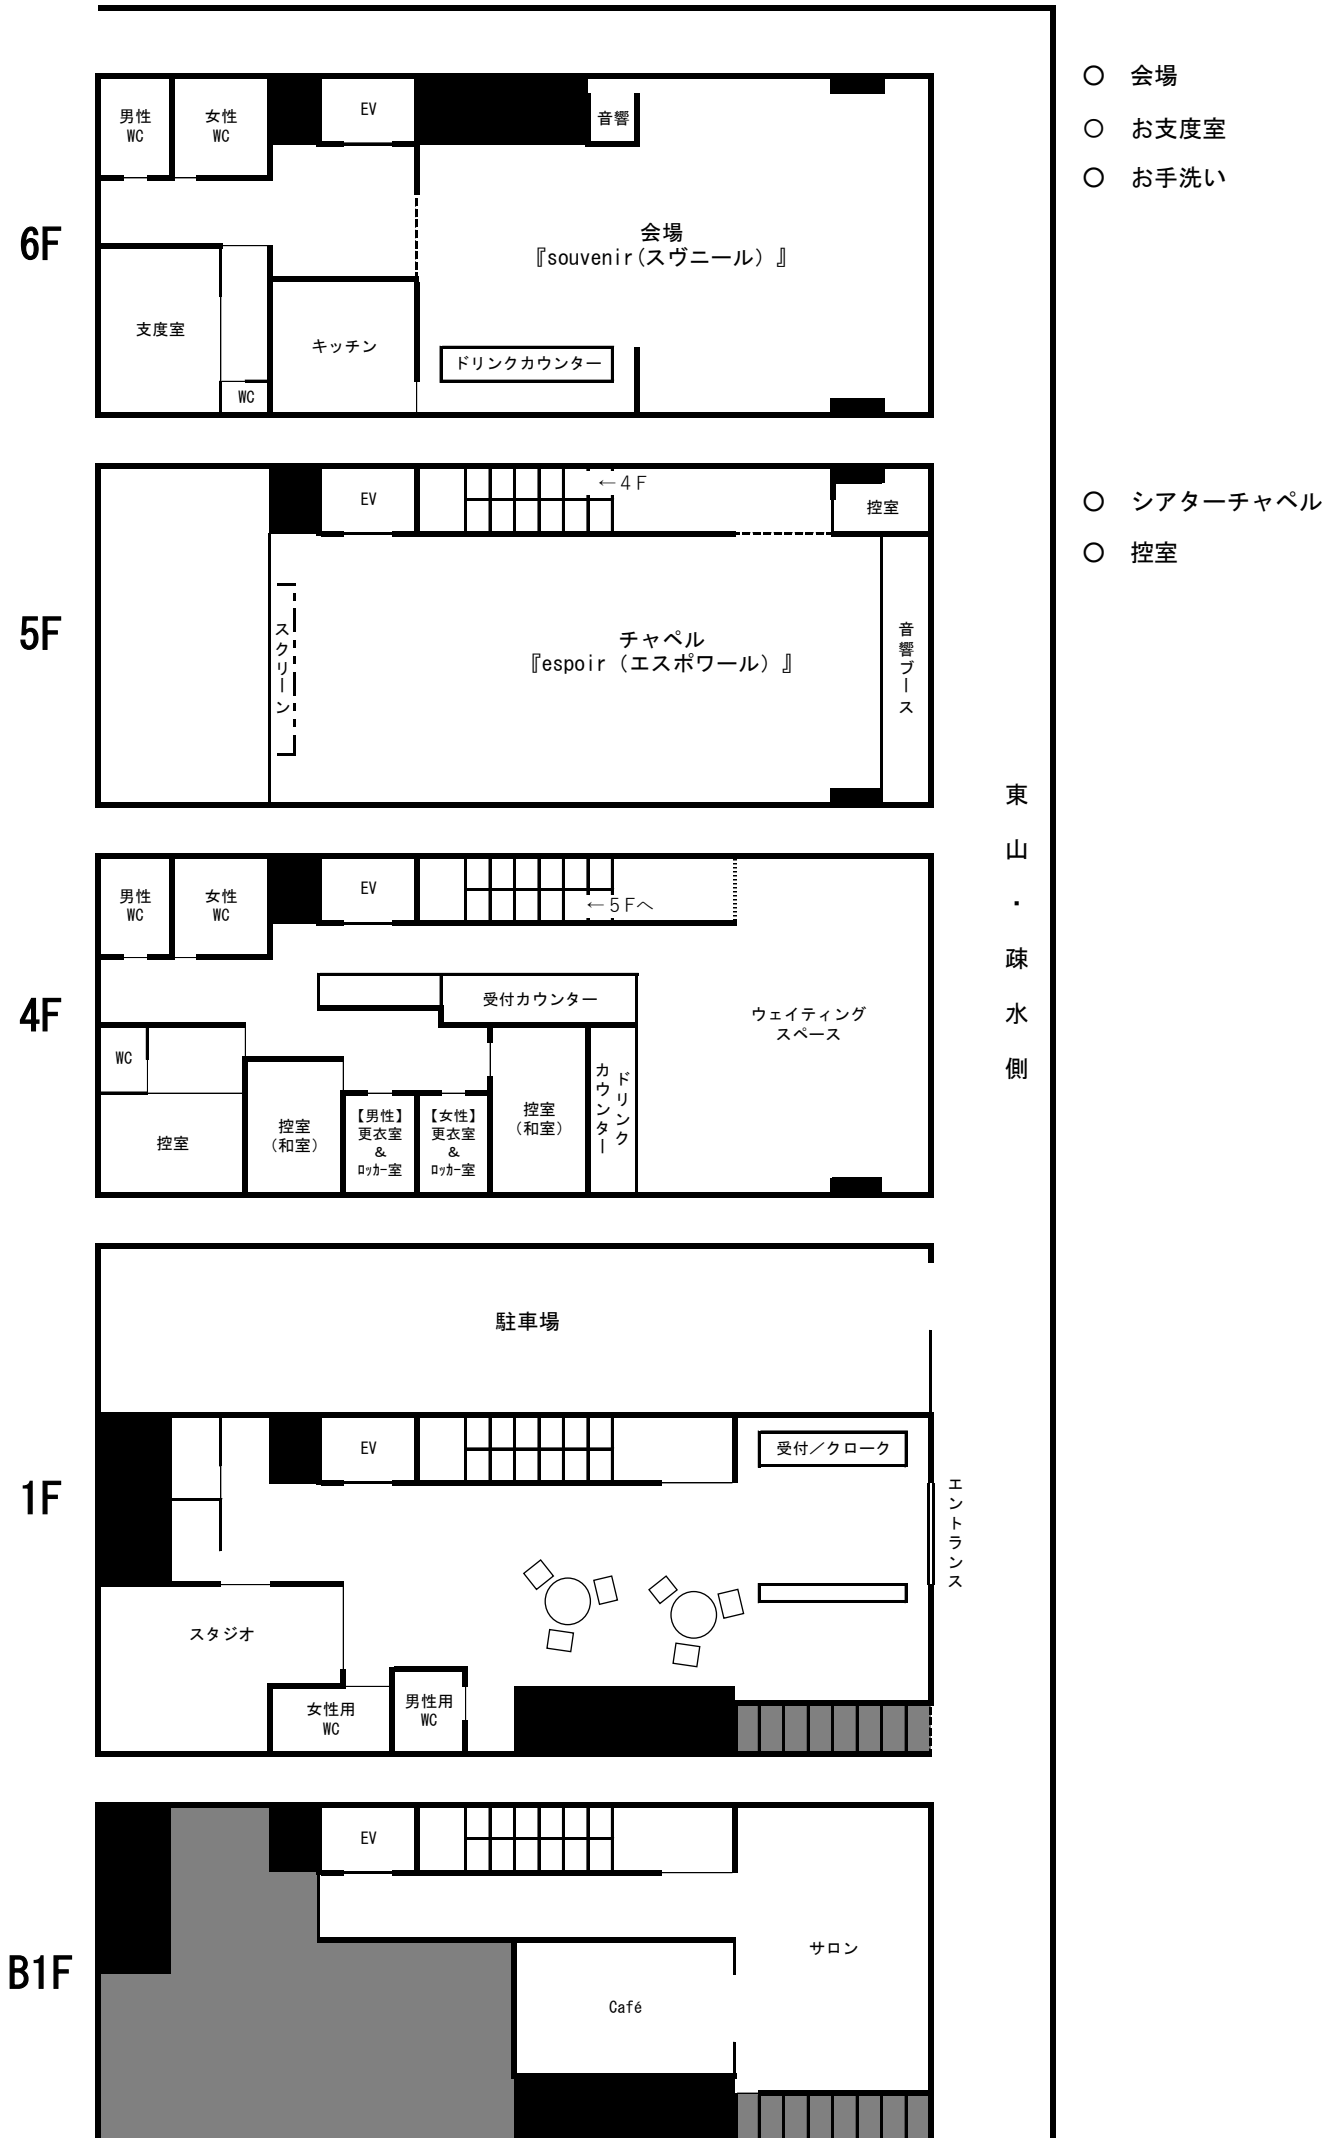 6F
男性
WC
女性
WC
EV
音響
会場
『souvenir(スヴニール) 』
支度室
WC
キッチン
ドリンクカウンター
○ 会場
○ お支度室
○ お手洗い
5F
EV
←4F
控室
スクリーン
チャペル
『espoir (エスポワール) 』
音響ブース
○ シアターチャペル
○ 控室
東山・疎水側
4F
男性
WC
女性
WC
EV
←5Fへ
受付カウンター
ウェイティング
スペース
WC
控室
控室
(和室)
【男性】
更衣室
&
ロッカー室
【女性】
更衣室
&
ロッカー室
控室
(和室)
ドリンク
カウンター
1F
駐車場
EV
受付/クローク
エントランス
スタジオ
女性用
WC
男性用
WC
B1F
EV
サロン
Café